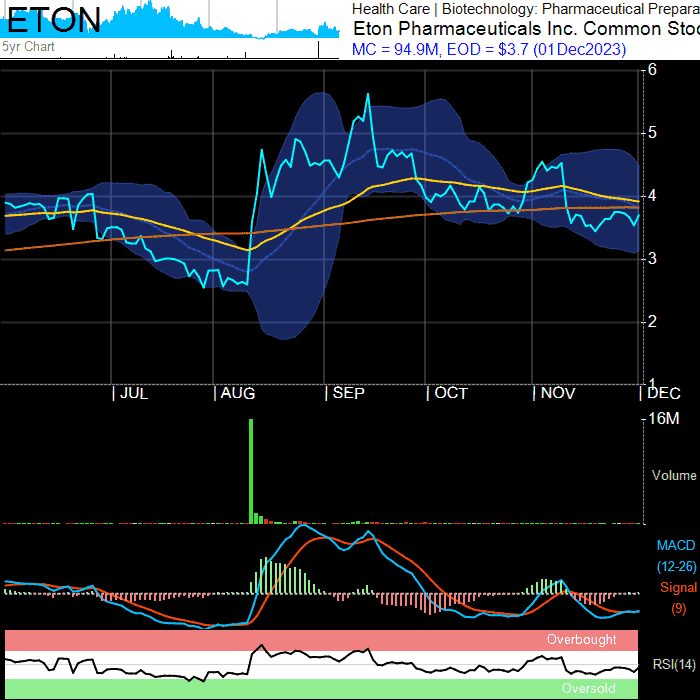 ETON
5yr Chart
Health Care | Biotechnology: Pharmaceutical Prepara
Eton Pharmaceuticals Inc. Common Stoc
MC = 94.9M, EOD = $3.7 (01Dec2023)
6
5
4
3
2
1
JUL AUG SEP OCT NOV DEC
16M
Volume
MACD
(12-26)
Signal
(9)
Overbought
RSI(14)
Oversold